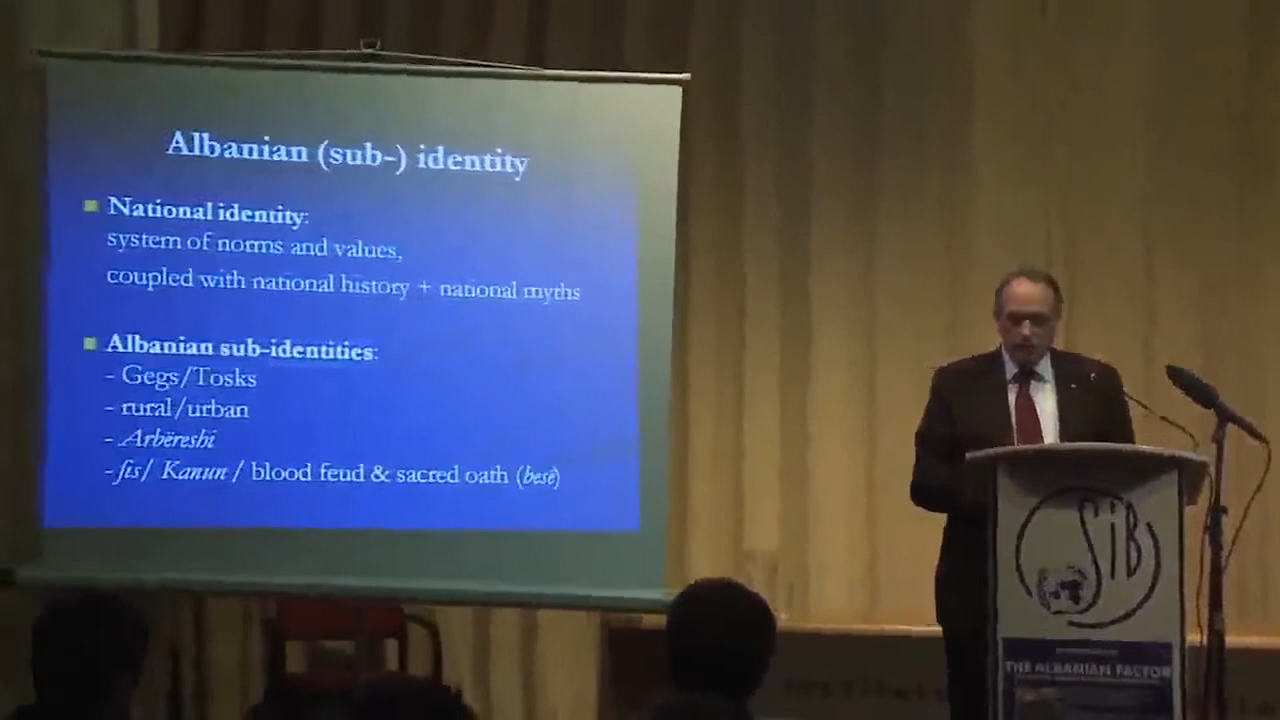 Albanian (sub-) identity
National identity:
system of norms and values,
coupled with national history + national myths
Albanian sub-identities:
- Gegs/Tosks
- rural/urban
- Arbëreshi
- fis/ Kanun / blood feud & sacred oath (besë)
SiB
THE ALBANIAN FACTOR